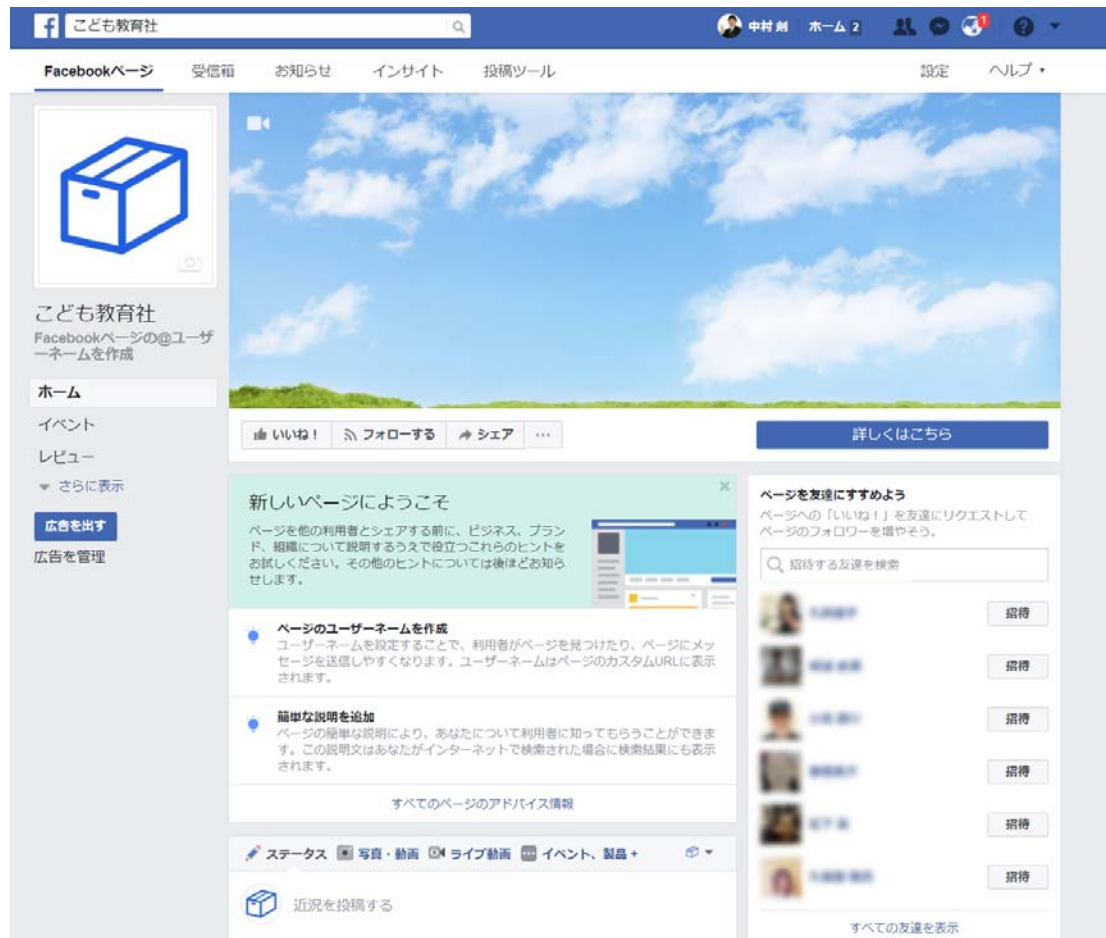 こども教育社
中村 剣 ホーム 2
1
Facebookページ 受信箱 お知らせ インサイト 投稿ツール 設定 ヘルプ
こども教育社
Facebookページの@ユーザ
ーネームを作成
ホーム
イベント
レビュー
さらに表示
広告を出す
広告を管理
いいね! フォローする シェア … 詳しくはこちら
新しいページにようこそ
ページを他の利用者とシェアする前に、ビジネス、ブラン
ド、組織について説明するうえで役立つこれらのヒントを
お試しください。その他のヒントについては後ほどお知ら
せします。
ページのユーザーネームを作成
ユーザーネームを設定することで、利用者がページを見つけたり、ページにメッ
セージを送信しやすくなります。ユーザーネームはページのカスタムURLに表示
されます。
簡単な説明を追加
ページの簡単な説明により、あなたについて利用者に知ってもらうことができま
す。この説明文はあなたがインターネットで検索された場合に検索結果にも表示
されます。
すべてのページのアドバイス情報
ステータス 写真・動画 ライブ動画 イベント、製品 +
近況を投稿する
ページを友達にすすめよう
ページへの「いいね!」を友達にリクエストして
ページのフォロワーを増やそう。
招待する友達を検索
招待
招待
招待
招待
招待
招待
すべての友達を表示